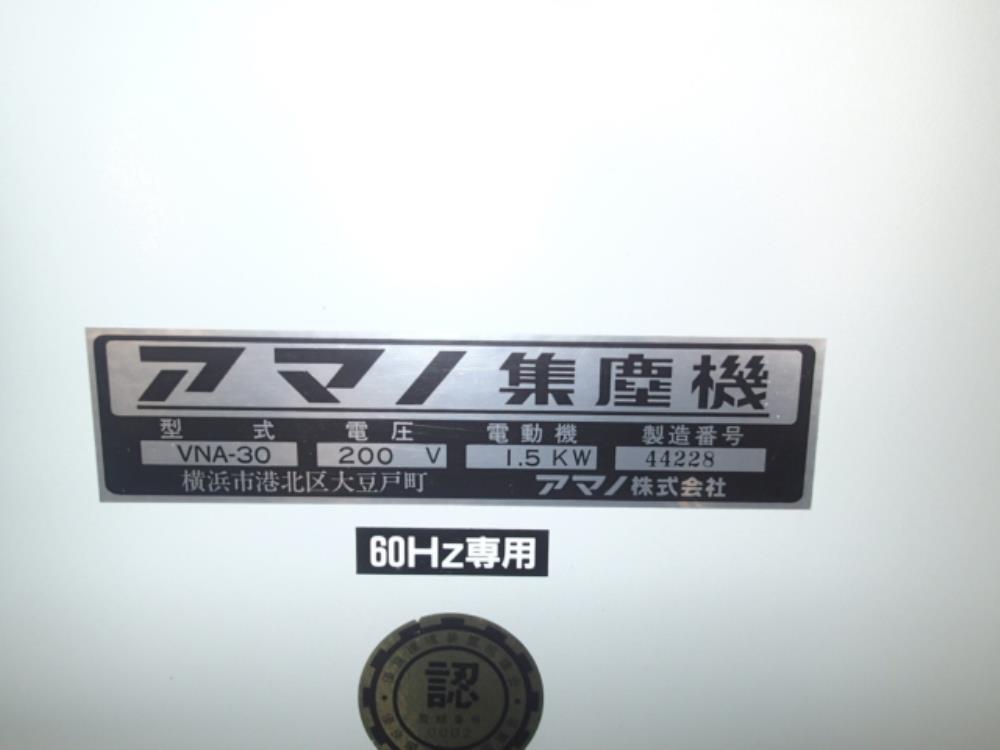 アマノ集塵機
型式 電圧 電動機 製造番号
VNA-30 200 V 1.5 KW 44228
横浜市港北区大豆戸町 アマノ株式会社
60Hz専用
認
0002